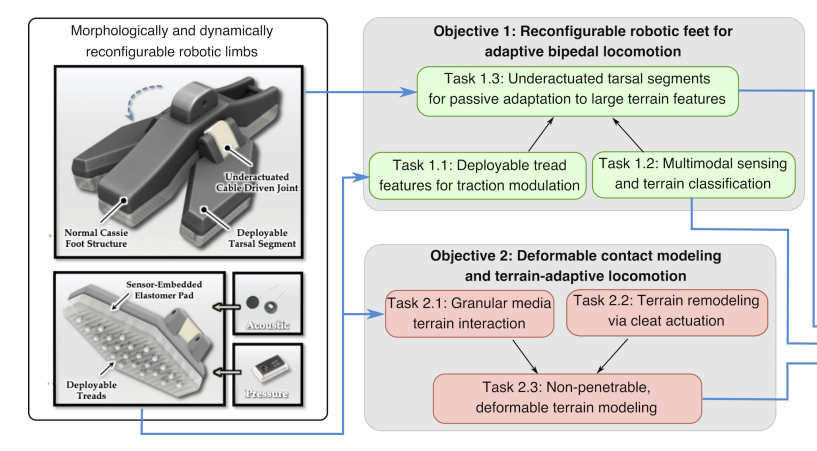 Morphologically and dynamically
reconfigurable robotic limbs
Underactuated
Cable Driven Joint
Normal Cassie
Foot Structure
Deployable
Tarsal Segment
Sensor-Embedded
Elastomer Pad
Deployable
Treads
Acoustic
Pressure
Objective 1: Reconfigurable robotic feet for
adaptive bipedal locomotion
Task 1.3: Underactuated tarsal segments
for passive adaptation to large terrain features
Task 1.1: Deployable tread
features for traction modulation
Task 1.2: Multimodal sensing
and terrain classification
Objective 2: Deformable contact modeling
and terrain-adaptive locomotion
Task 2.1: Granular media
terrain interaction
Task 2.2: Terrain remodeling
via cleat actuation
Task 2.3: Non-penetrable,
deformable terrain modeling